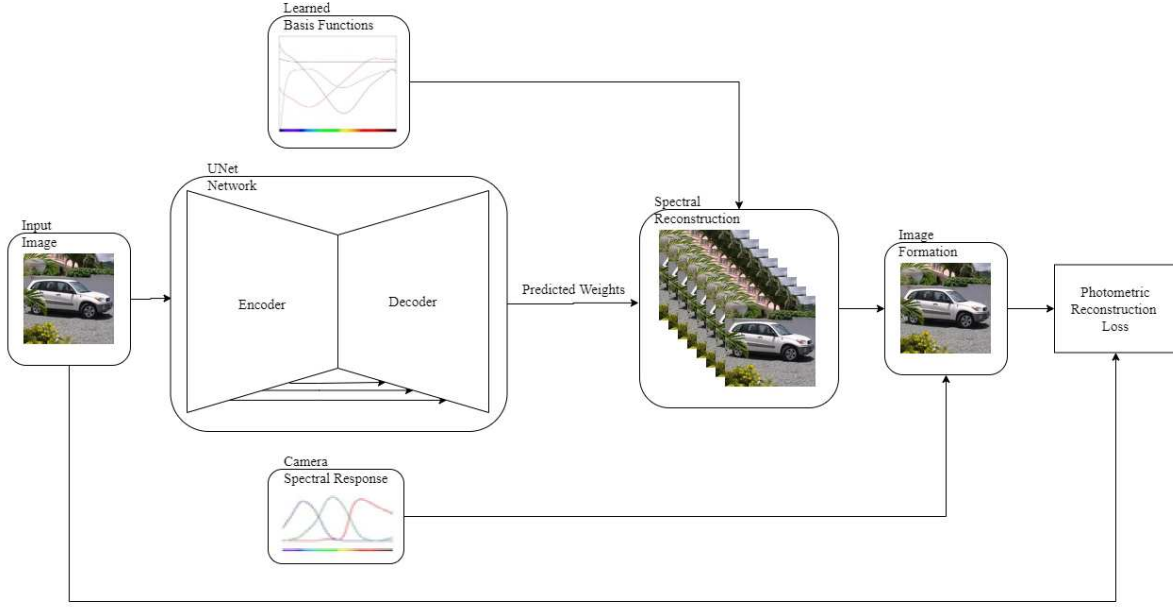 Learned
Basis Functions
UNet
Network
Input
Image
Encoder
Decoder
Predicted Weights
Spectral
Reconstruction
Image
Formation
Photometric
Reconstruction
Loss
Camera
Spectral Response